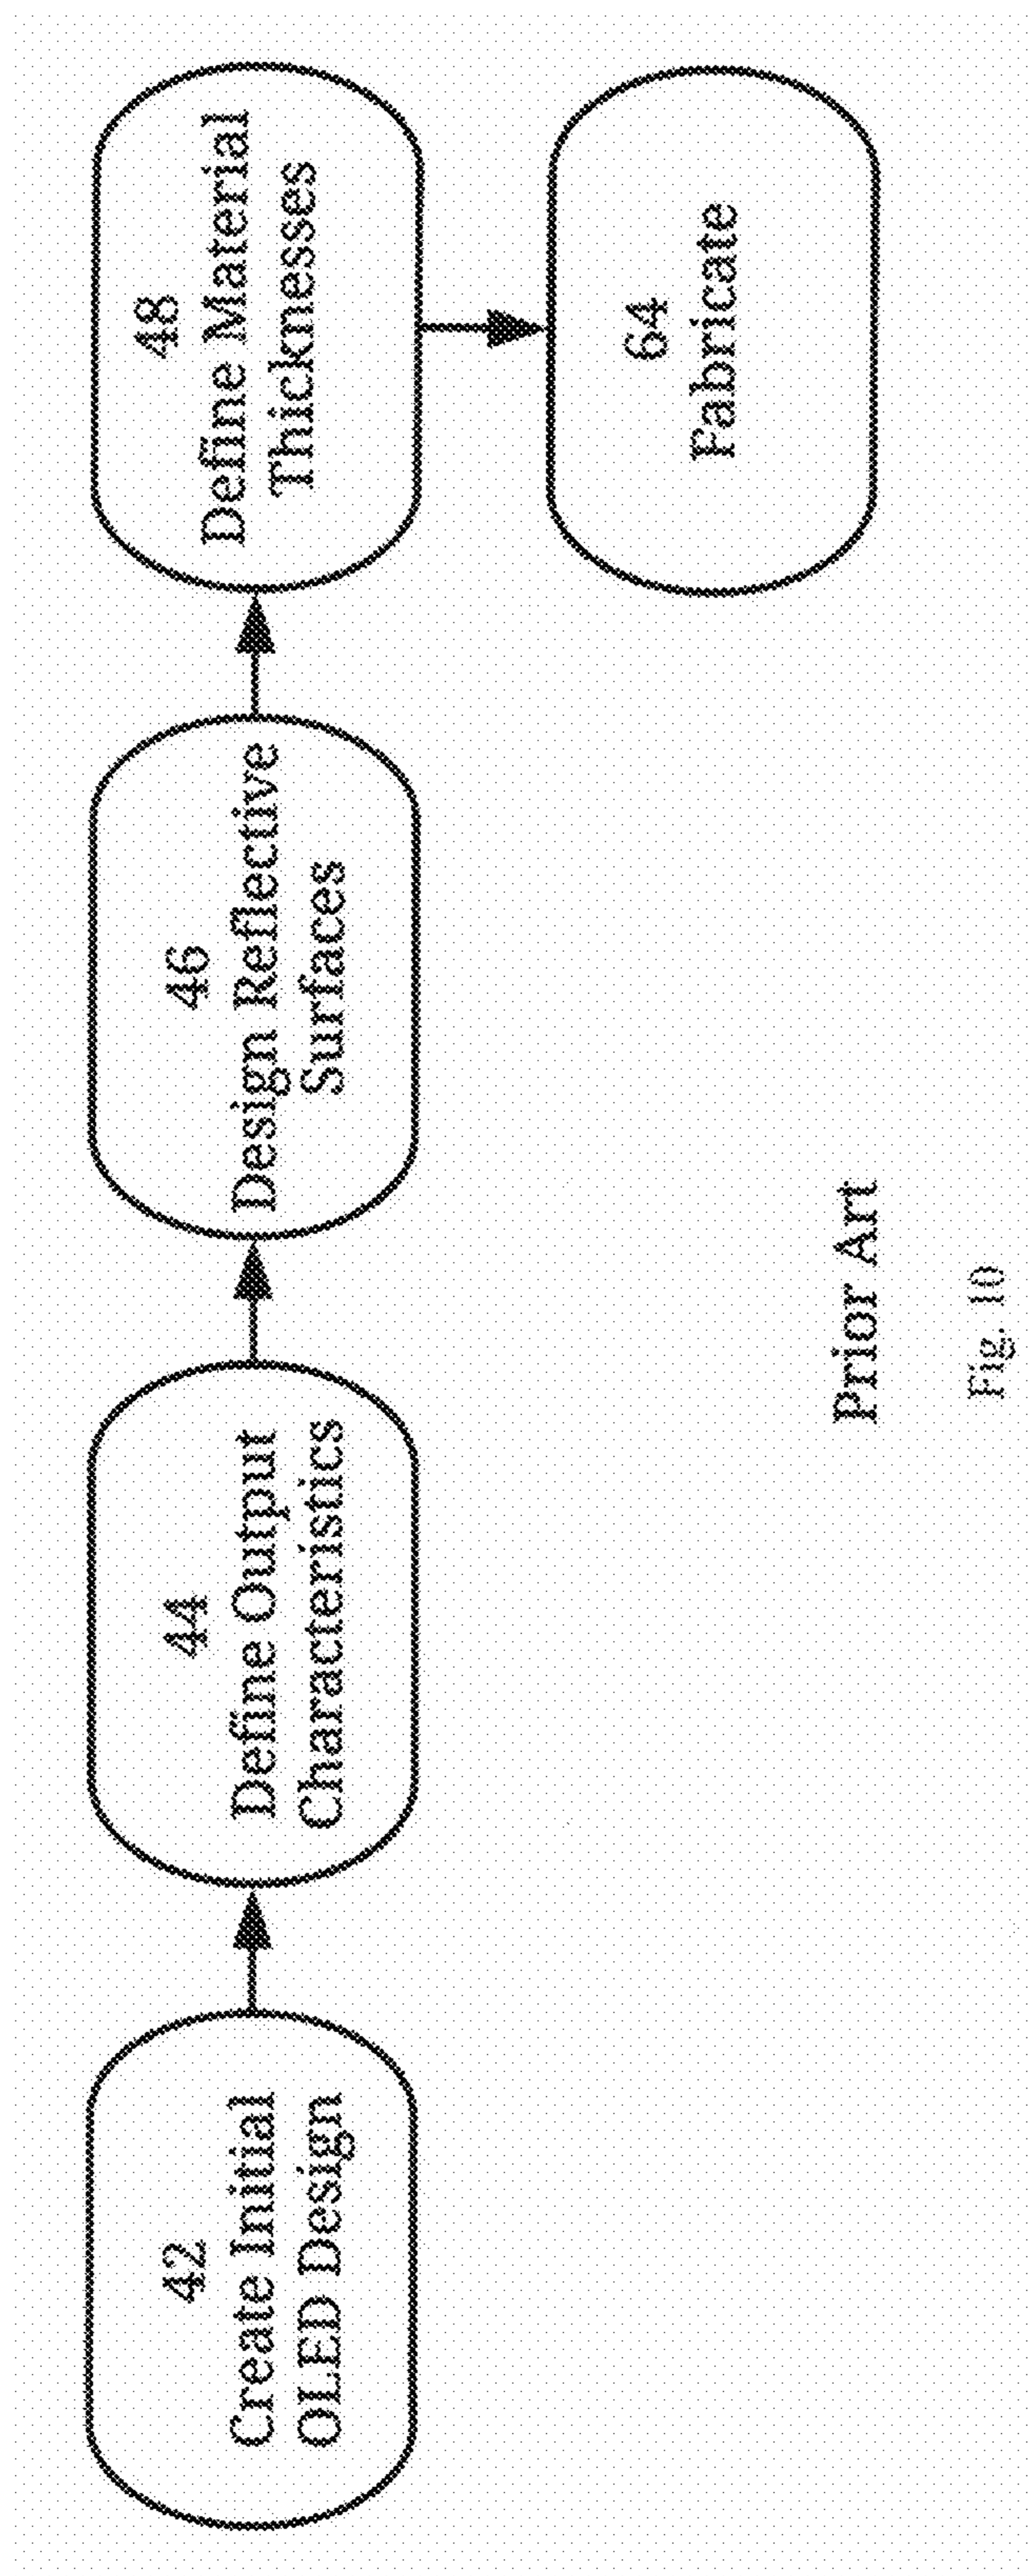 42
Create Initial
OLED Design
44
Define Output
Characteristics
46
Design Reflective
Surfaces
48
Define Material
Thicknesses
64
Fabricate
Prior Art
Fig. 10